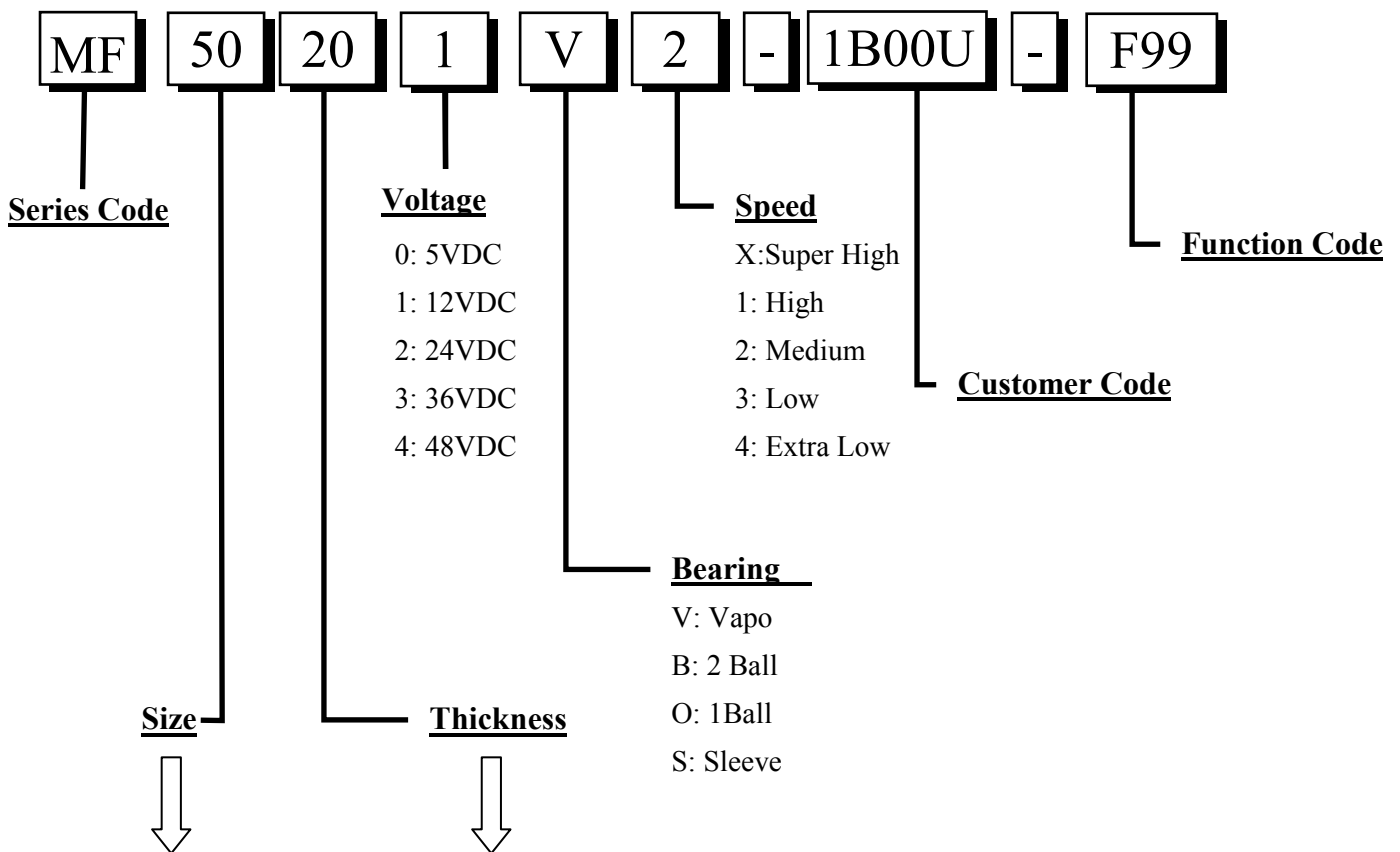 MF 50 20 1 V 2 - 1B00U - F99
Series Code
Voltage
0: 5VDC
1: 12VDC
2: 24VDC
3: 36VDC
4: 48VDC
Speed
X:Super High
1: High
2: Medium
3: Low
4: Extra Low
Function Code
Customer Code
Bearing
V: Vapo
B: 2 Ball
O: 1Ball
S: Sleeve
Size
Thickness